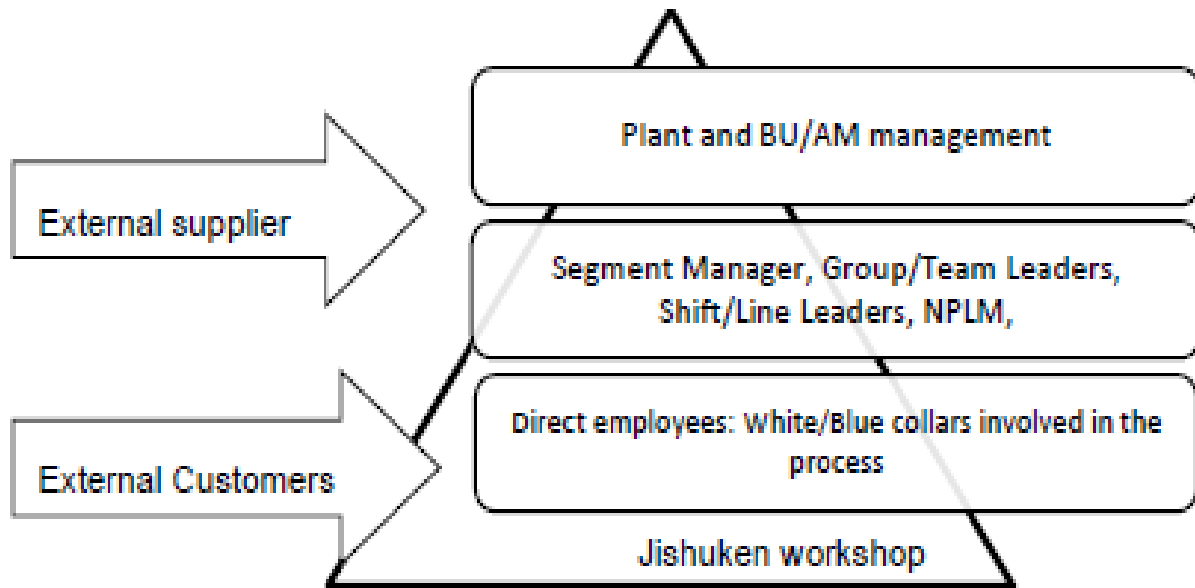 Plant and BU/AM management
External supplier
Segment Manager, Group/Team Leaders,
Shift/Line Leaders, NPLM,
Direct employees: White/Blue collars involved in the
process
External Customers
Jishuken workshop